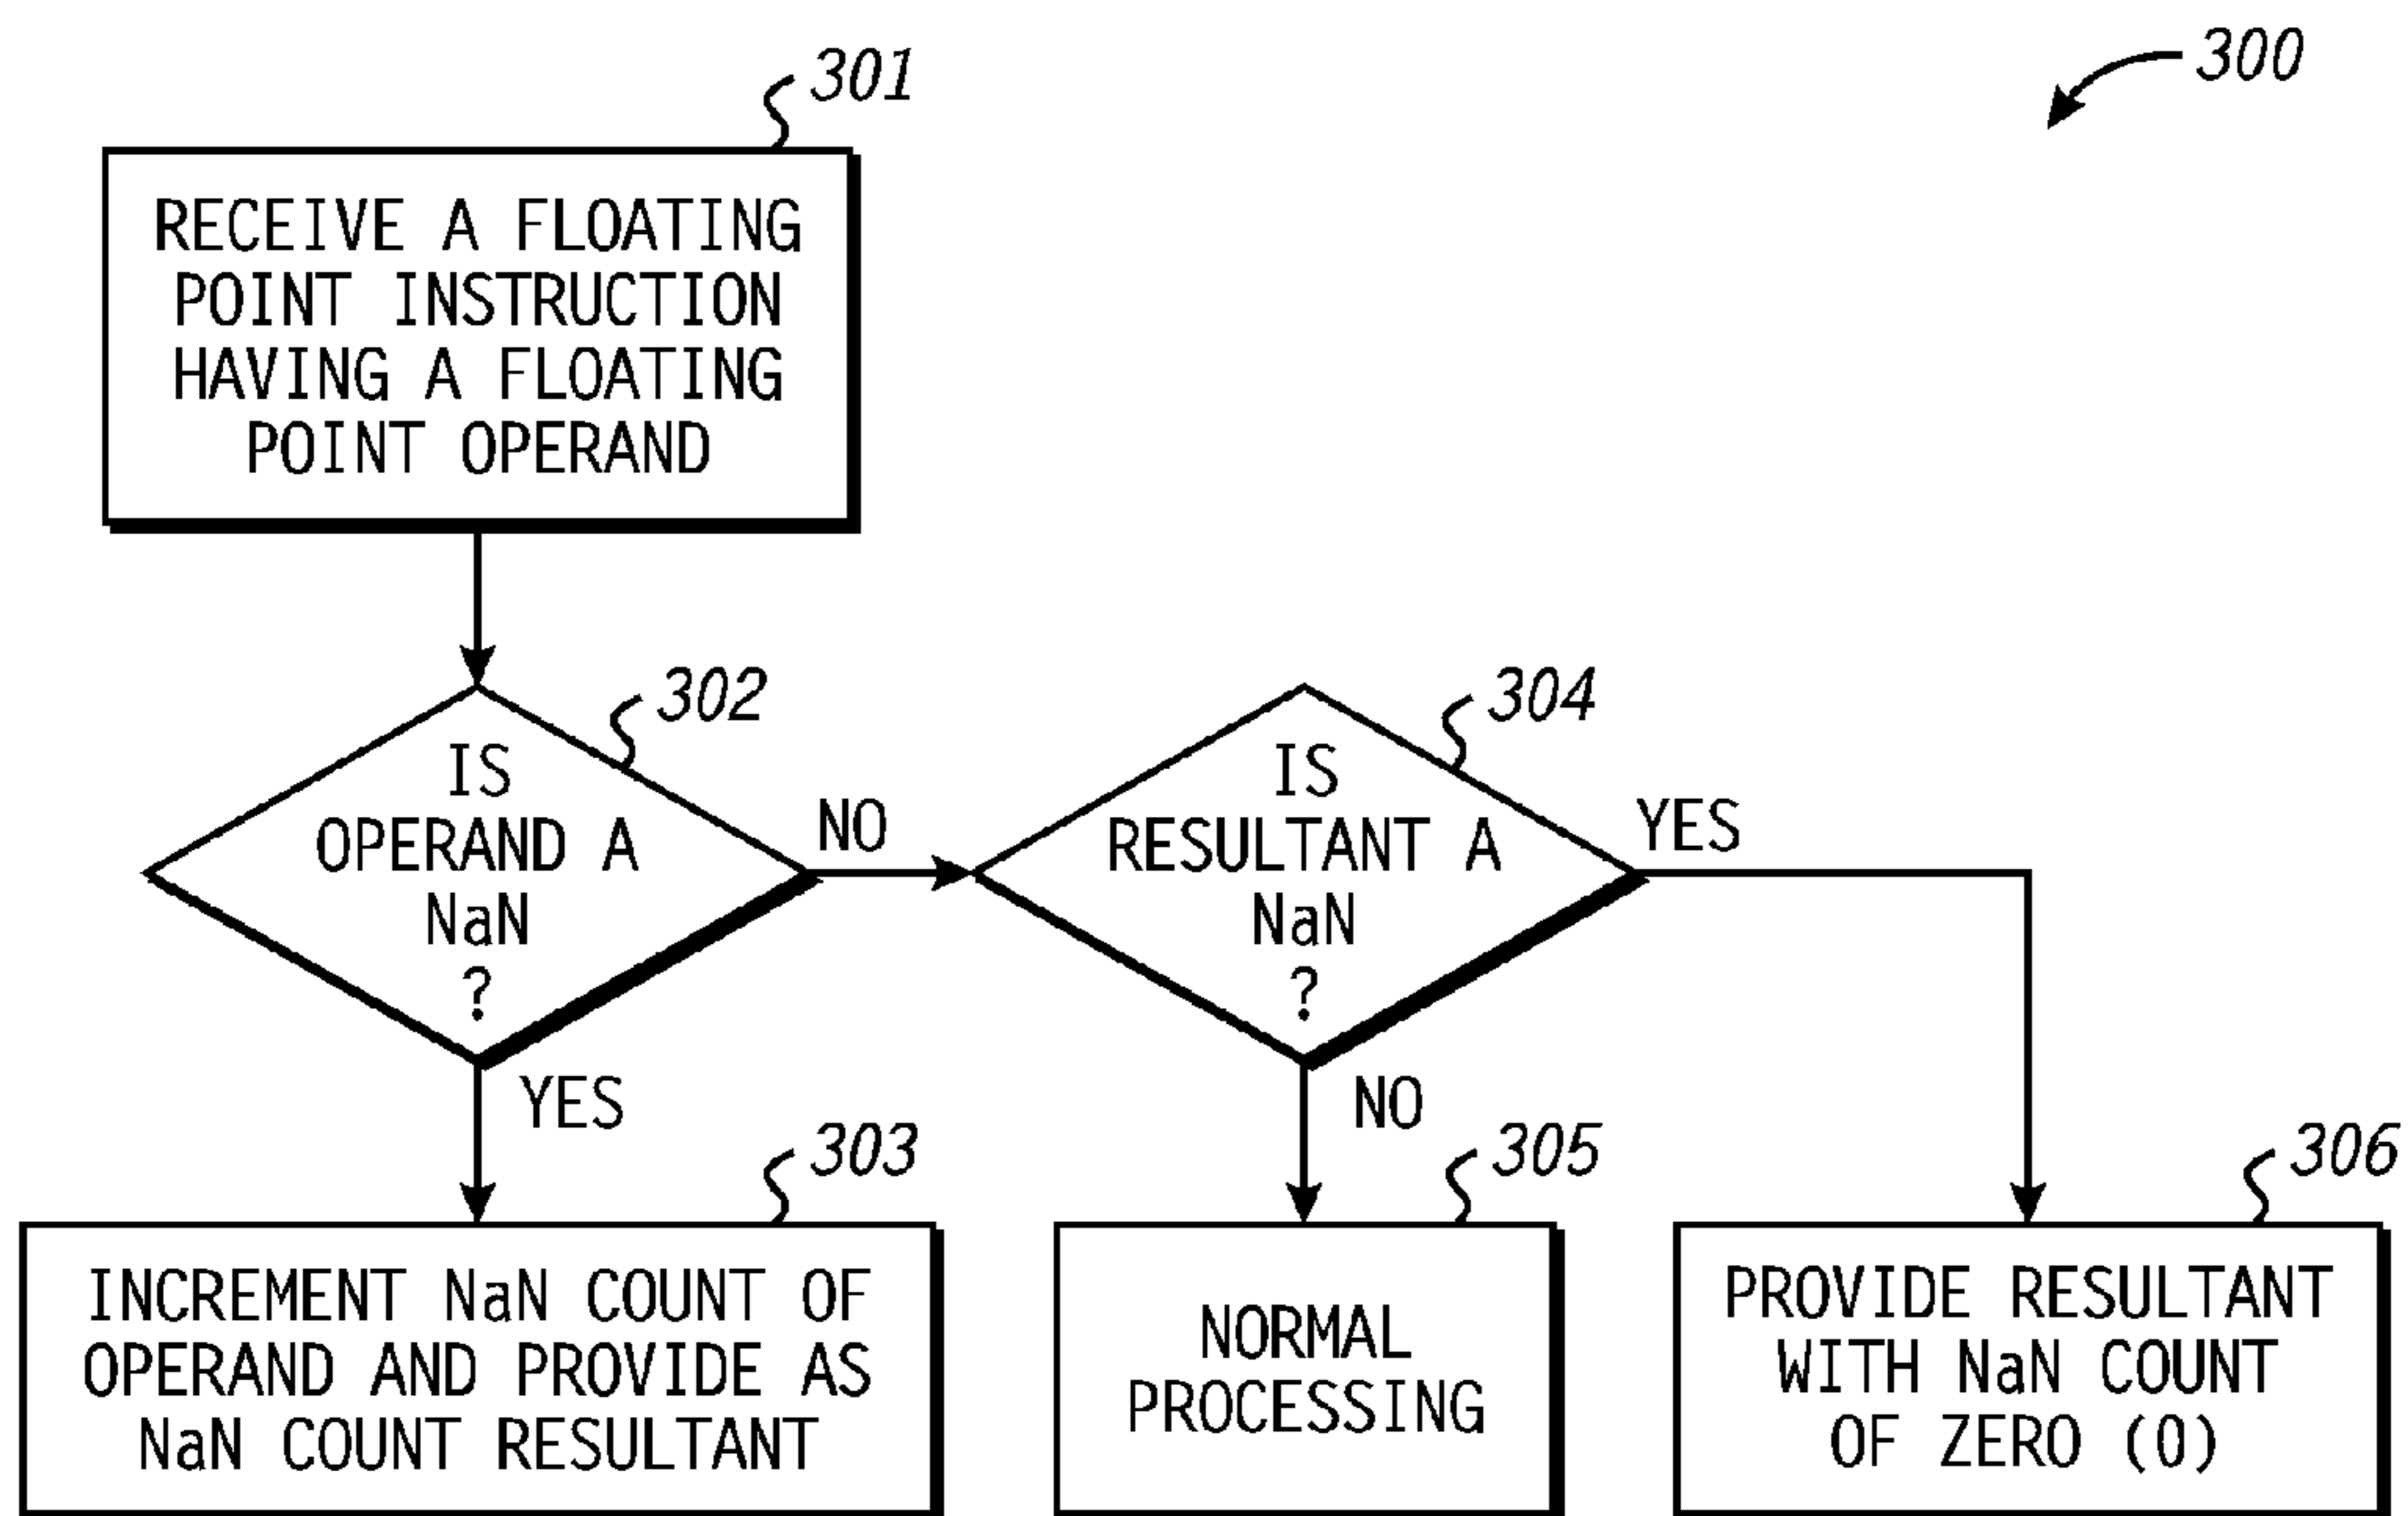 300
301
RECEIVE A FLOATING
POINT INSTRUCTION
HAVING A FLOATING
POINT OPERAND
302
IS
OPERAND A
NaN
?
NO
YES
304
IS
RESULTANT A
NaN
?
YES
NO
303
INCREMENT NaN COUNT OF
OPERAND AND PROVIDE AS
NaN COUNT RESULTANT
305
NORMAL
PROCESSING
306
PROVIDE RESULTANT
WITH NaN COUNT
OF ZERO (0)